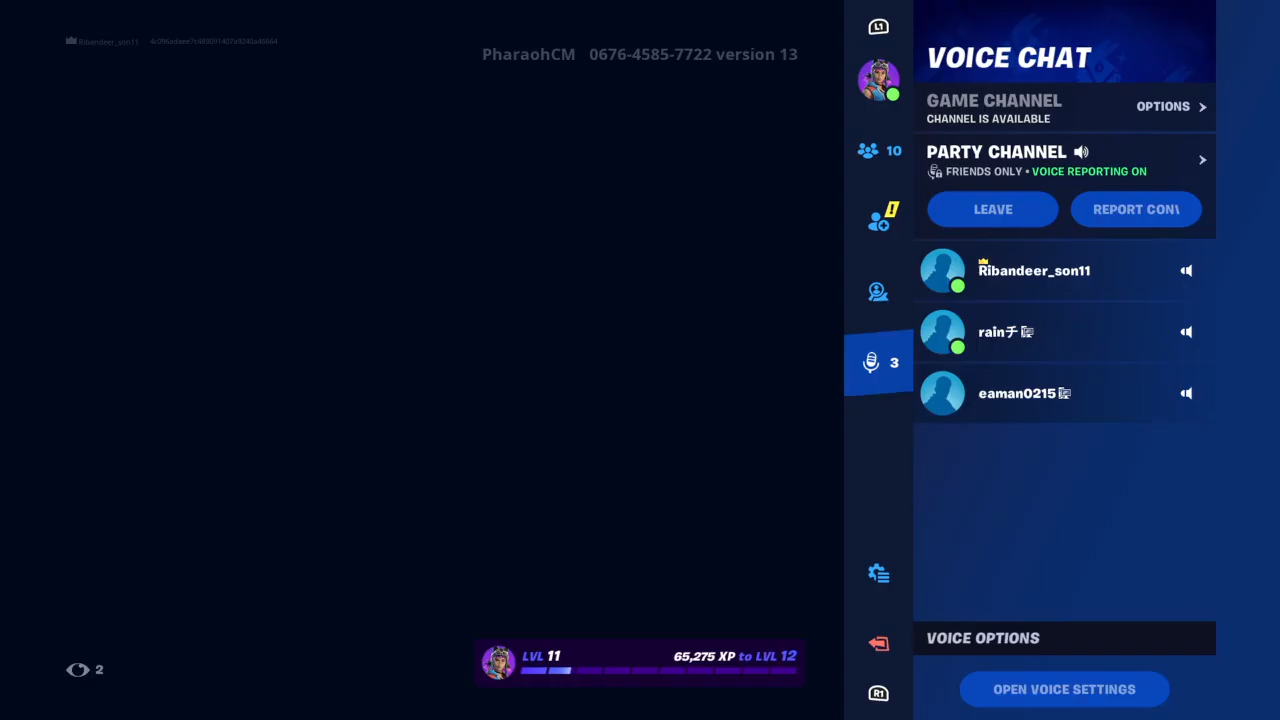 Ribandeer_son11
PharaohCM 0676-4585-7722 version 13
L1
VOICE CHAT
GAME CHANNEL
CHANNEL IS AVAILABLE
OPTIONS
PARTY CHANNEL
FRIENDS ONLY • VOICE REPORTING ON
LEAVE
REPORT CON
10
Ribandeer_son11
rainチ
3
eaman0215
LVL 11
65,275 XP to LVL 12
2
VOICE OPTIONS
R1
OPEN VOICE SETTINGS